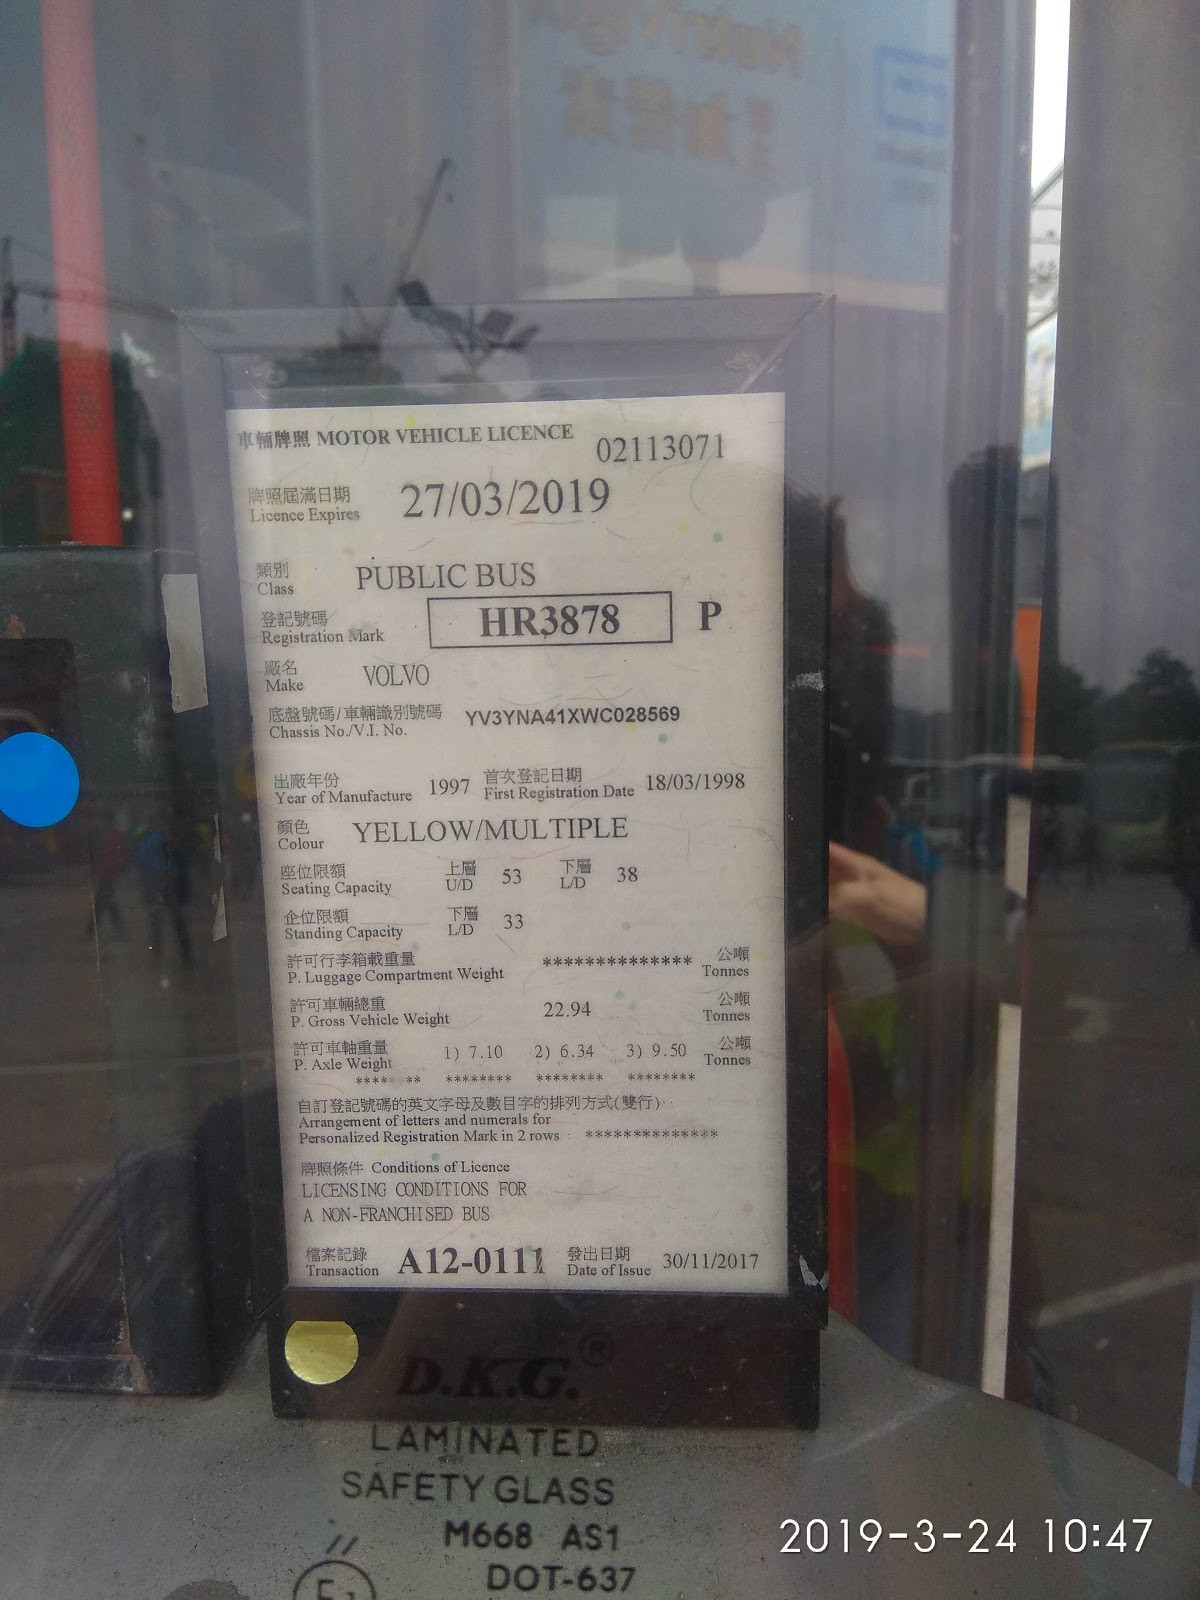 車輛牌照 MOTOR VEHICLE LICENCE 02113071
牌照屆滿日期 27/03/2019
Licence Expires
類別 PUBLIC BUS
Class
登記號碼 HR3878 P
Registration Mark
廠名 VOLVO
Make
底盤號碼/車輛識別號碼 YV3YNA41XWC028569
Chassis No./V.I. No.
出廠年份 1997 首次登記日期 18/03/1998
Year of Manufacture First Registration Date
顏色 YELLOW/MULTIPLE
Colour
座位限額 上層 53 下層 38
Seating Capacity U/D L/D
企位限額 下層 33
Standing Capacity L/D
許可行李箱載重量 ************** 公噸
P. Luggage Compartment Weight Tonnes
許可車輛總重 22.94 公噸
P. Gross Vehicle Weight Tonnes
許可車軸重量 1) 7.10 2) 6.34 3) 9.50 公噸
P. Axle Weight Tonnes
******** ******** ******** ********
自訂登記號碼的英文字母及數目字的排列方式(雙行)
Arrangement of letters and numerals for
Personalized Registration Mark in 2 rows : **************
牌照條件 Conditions of Licence
LICENSING CONDITIONS FOR
A NON-FRANCHISED BUS
檔案記錄 A12-0111 發出日期 30/11/2017
Transaction Date of Issue
D.K.G.®
LAMINATED
SAFETY GLASS
M668 AS1
DOT-637
2019-3-24 10:47